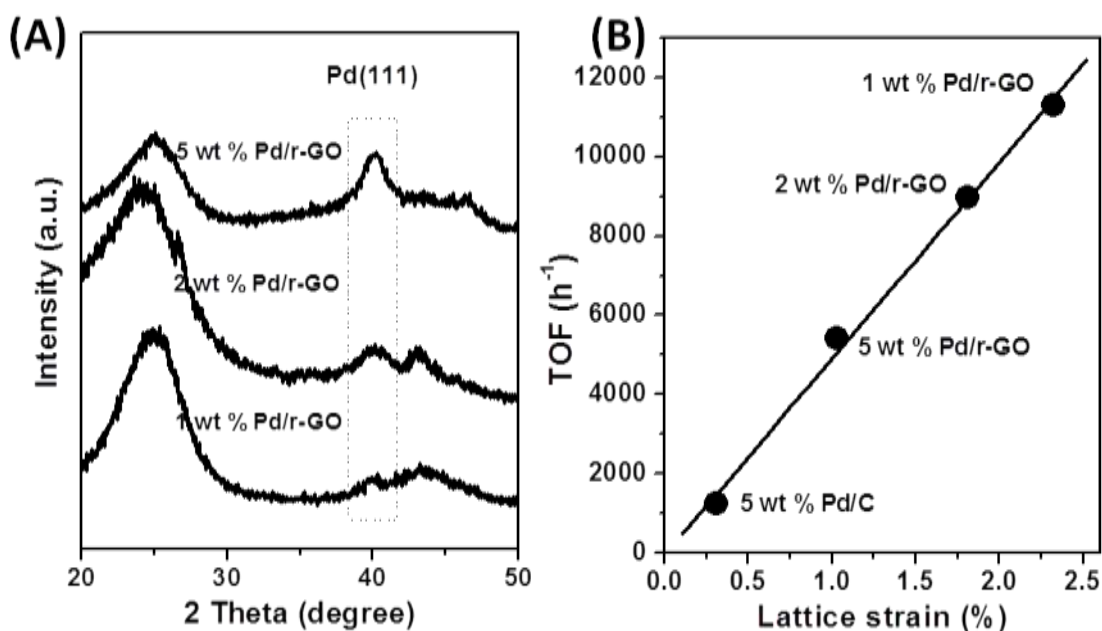 (A)
Pd(111)
5 wt % Pd/r-GO
2 wt % Pd/r-GO
1 wt % Pd/r-GO
Intensity (a.u.)
20 30 40 50
2 Theta (degree)
(B)
12000
10000
8000
6000
4000
2000
0
TOF (h⁻¹)
1 wt % Pd/r-GO
2 wt % Pd/r-GO
5 wt % Pd/r-GO
5 wt % Pd/C
0.0 0.5 1.0 1.5 2.0 2.5
Lattice strain (%)